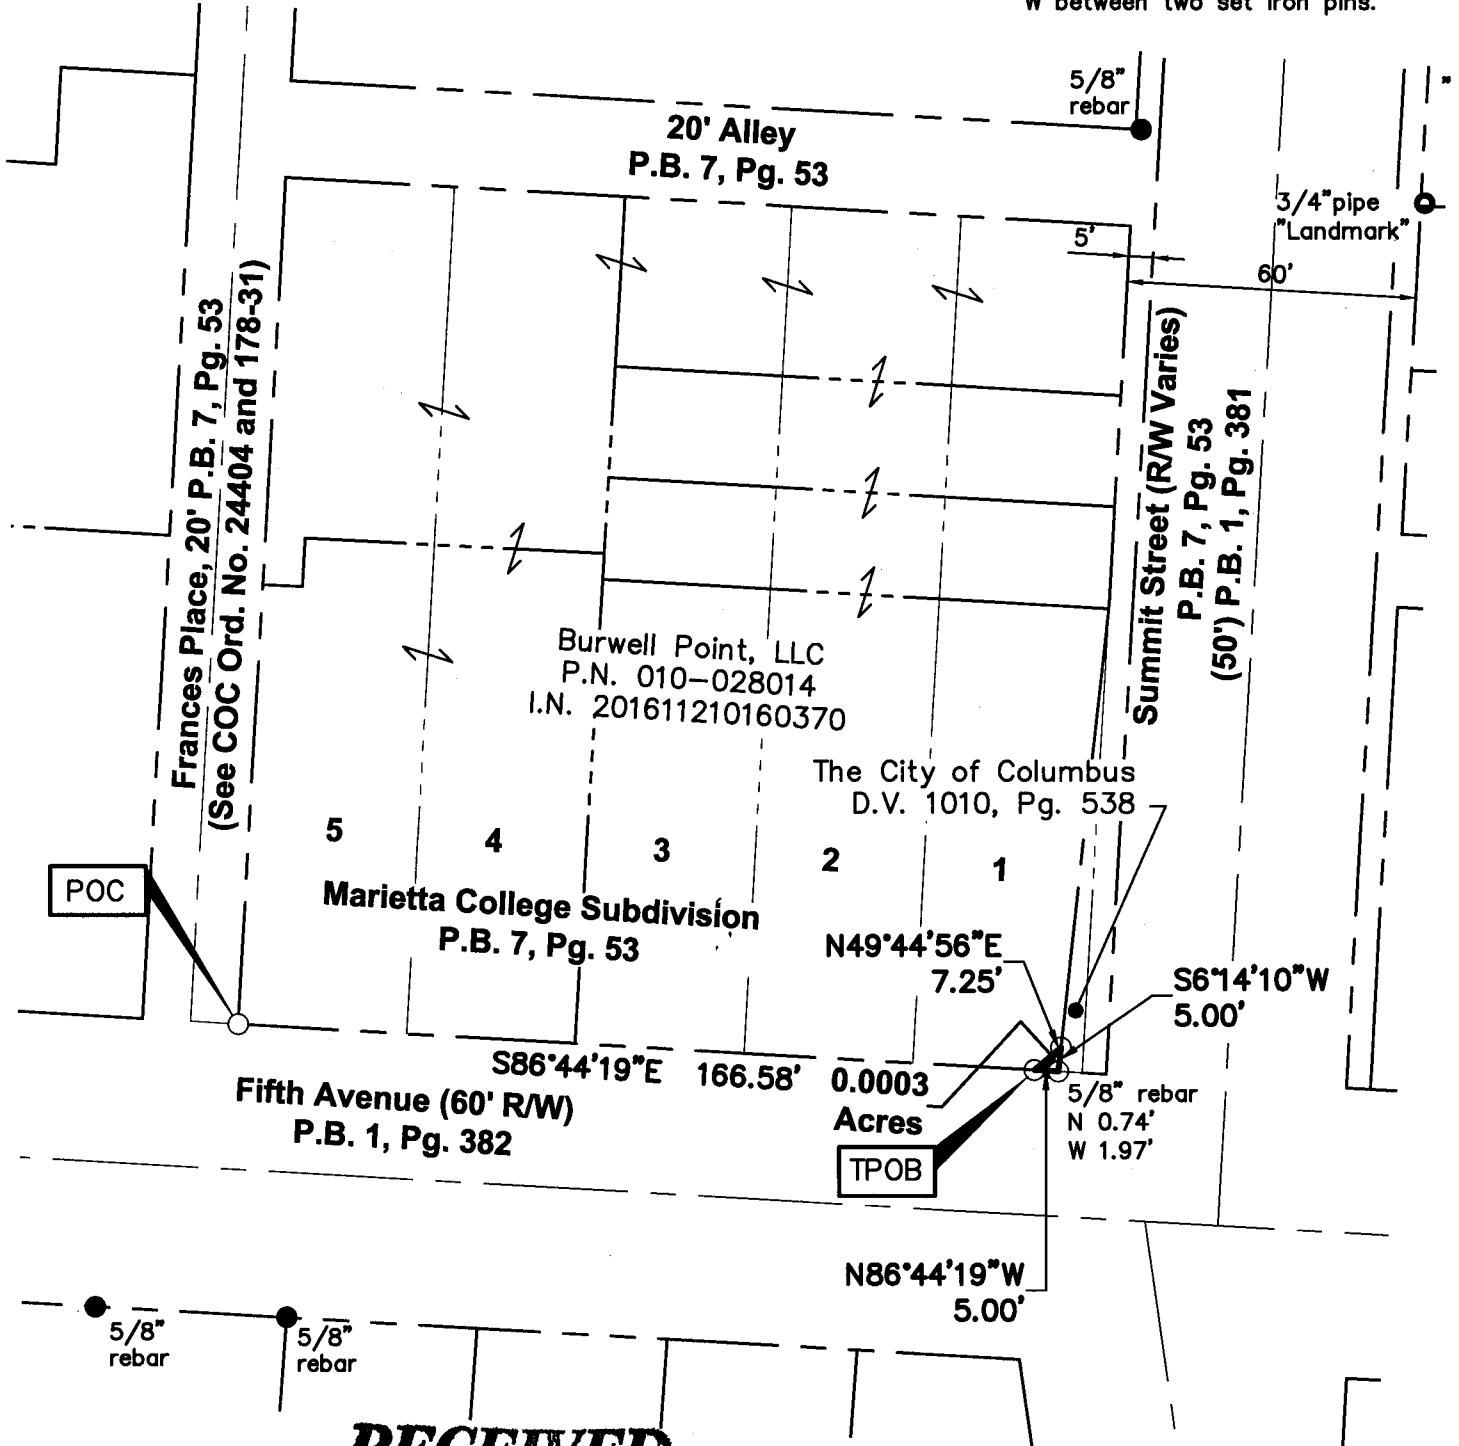 W between two set iron pins.
5/8"
rebar
"
20' Alley
P.B. 7, Pg. 53
3/4"pipe
"Landmark"
5'
60'
Frances Place, 20' P.B. 7, Pg. 53
(See COC Ord. No. 24404 and 178-31)
Summit Street (R/W Varies)
P.B. 7, Pg. 53
(50') P.B. 1, Pg. 381
Burwell Point, LLC
P.N. 010-028014
I.N. 201611210160370
The City of Columbus
D.V. 1010, Pg. 538
5
4
3
2
1
POC
Marietta College Subdivision
P.B. 7, Pg. 53
N49°44'56"E
7.25'
S6°14'10"W
5.00'
S86°44'19"E 166.58'
0.0003
Acres
Fifth Avenue (60' R/W)
P.B. 1, Pg. 382
5/8" rebar
N 0.74'
W 1.97'
TPOB
N86°44'19"W
5.00'
5/8"
rebar
5/8"
rebar
RECEIVED